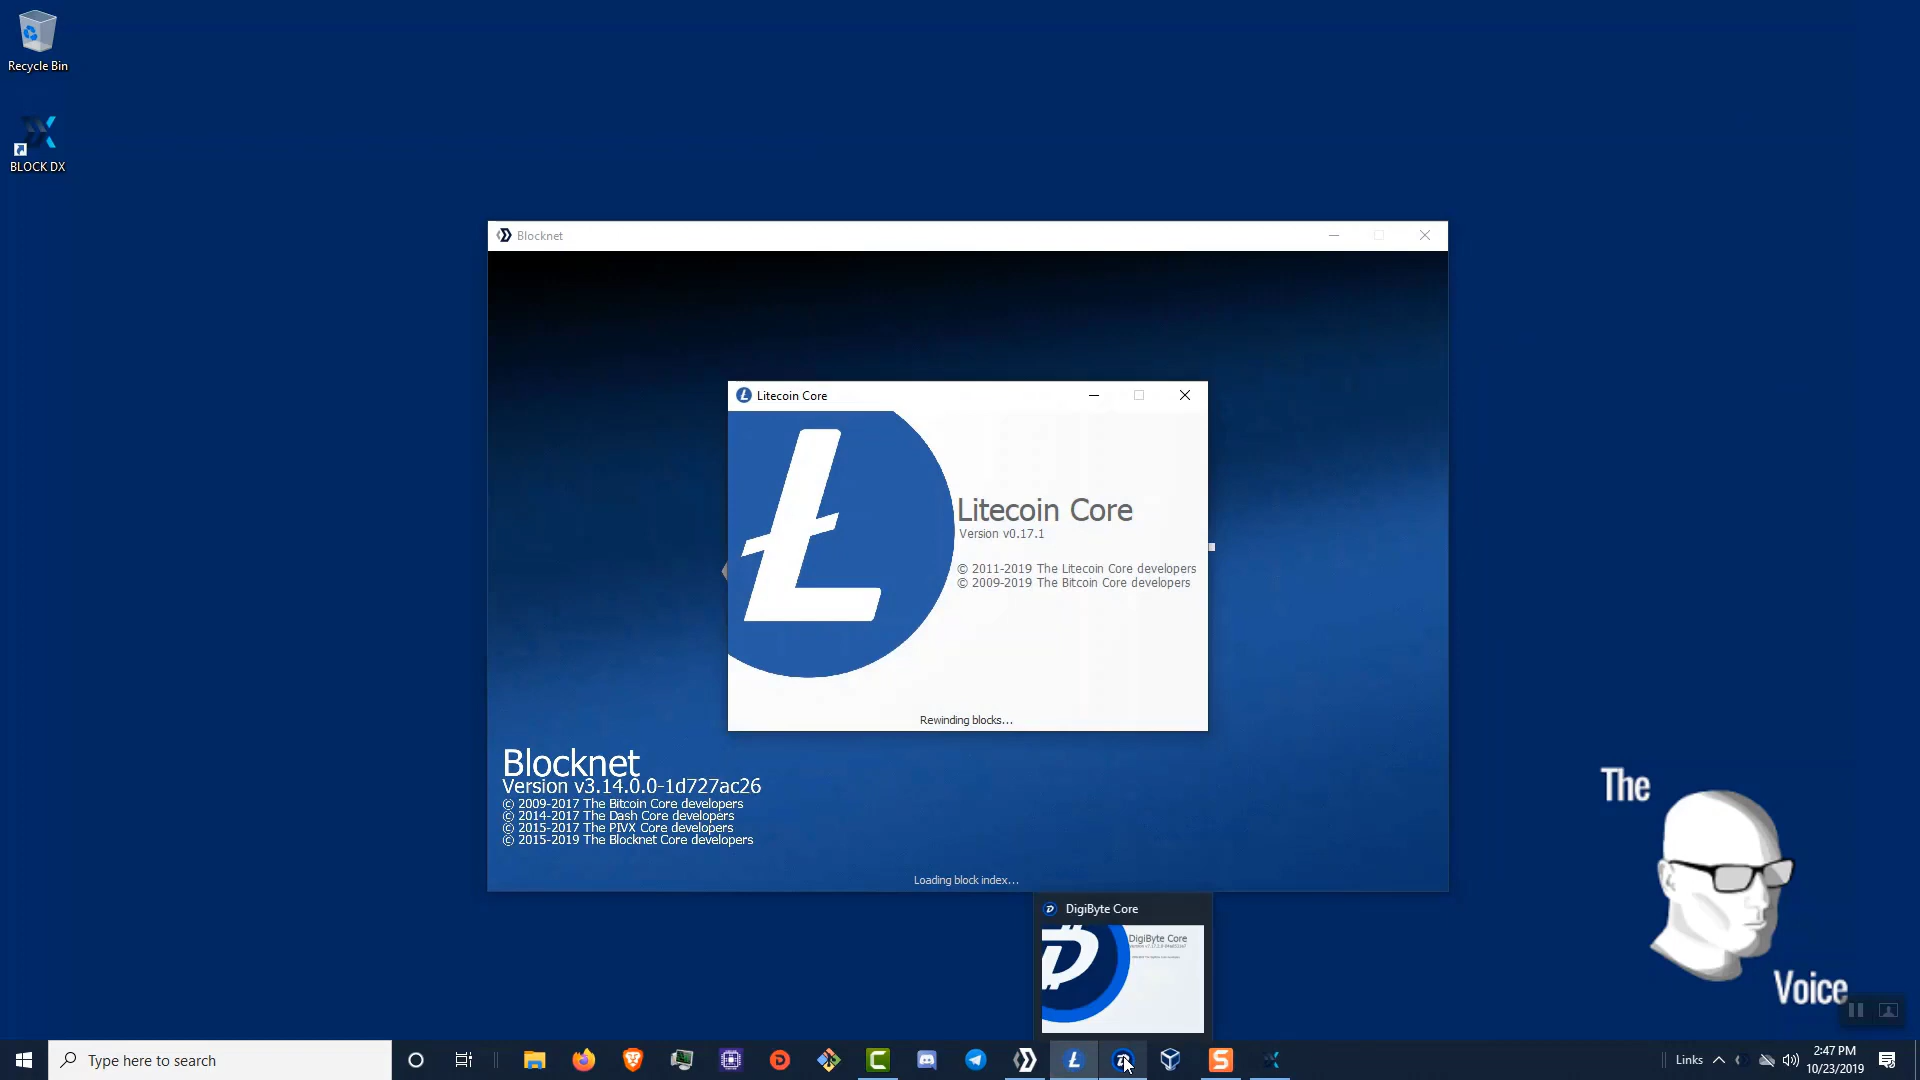 Recycle Bin
BLOCK DX
Blocknet
Litecoin Core
Litecoin Core
Version v0.17.1
© 2011-2019 The Litecoin Core developers
© 2009-2019 The Bitcoin Core developers
Rewinding blocks...
Blocknet
Version v3.14.0.0-1d727ac26
© 2009-2017 The Bitcoin Core developers
© 2014-2017 The Dash Core developers
© 2015-2017 The PIVX Core developers
© 2015-2019 The Blocknet Core developers
Loading block index...
DigiByte Core
DigiByte Core
The
Voice
Type here to search
Links
2:47 PM
10/23/2019